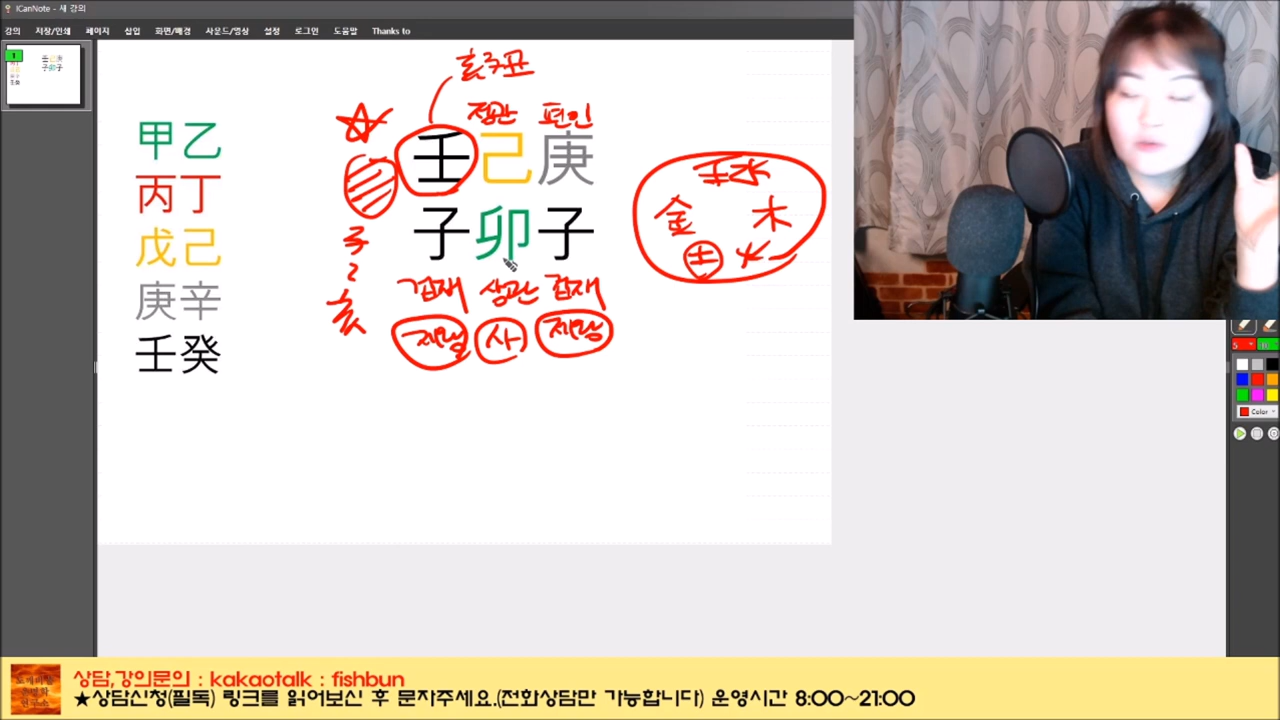 ICanNote - 새 강의
강의 저장/인쇄 페이지 삽입 화면/배경 사운드/영상 설정 로그인 도움말 Thanks to
1
甲乙
丙丁
戊己
庚辛
壬癸
정관 편인
壬己庚
子卯子
겁재 상관 겁재
제왕 사 제왕
子
亥
壬水
金 木
土 火
5
Color
상담,강의문의 : kakaotalk : fishbun
★상담신청(필독) 링크를 읽어보신 후 문자주세요.(전화상담만 가능합니다) 운영시간 8:00~21:00